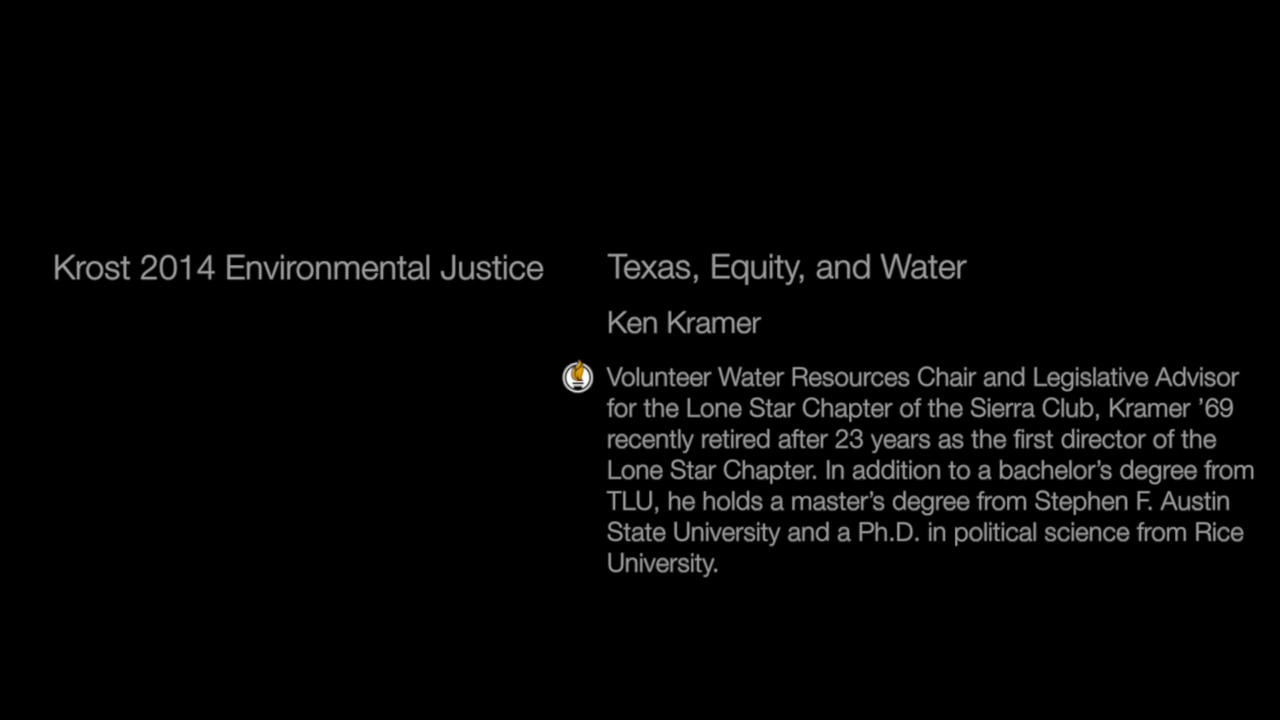 Krost 2014 Environmental Justice
Texas, Equity, and Water
Ken Kramer
Volunteer Water Resources Chair and Legislative Advisor
for the Lone Star Chapter of the Sierra Club, Kramer ’69
recently retired after 23 years as the first director of the
Lone Star Chapter. In addition to a bachelor’s degree from
TLU, he holds a master’s degree from Stephen F. Austin
State University and a Ph.D. in political science from Rice
University.